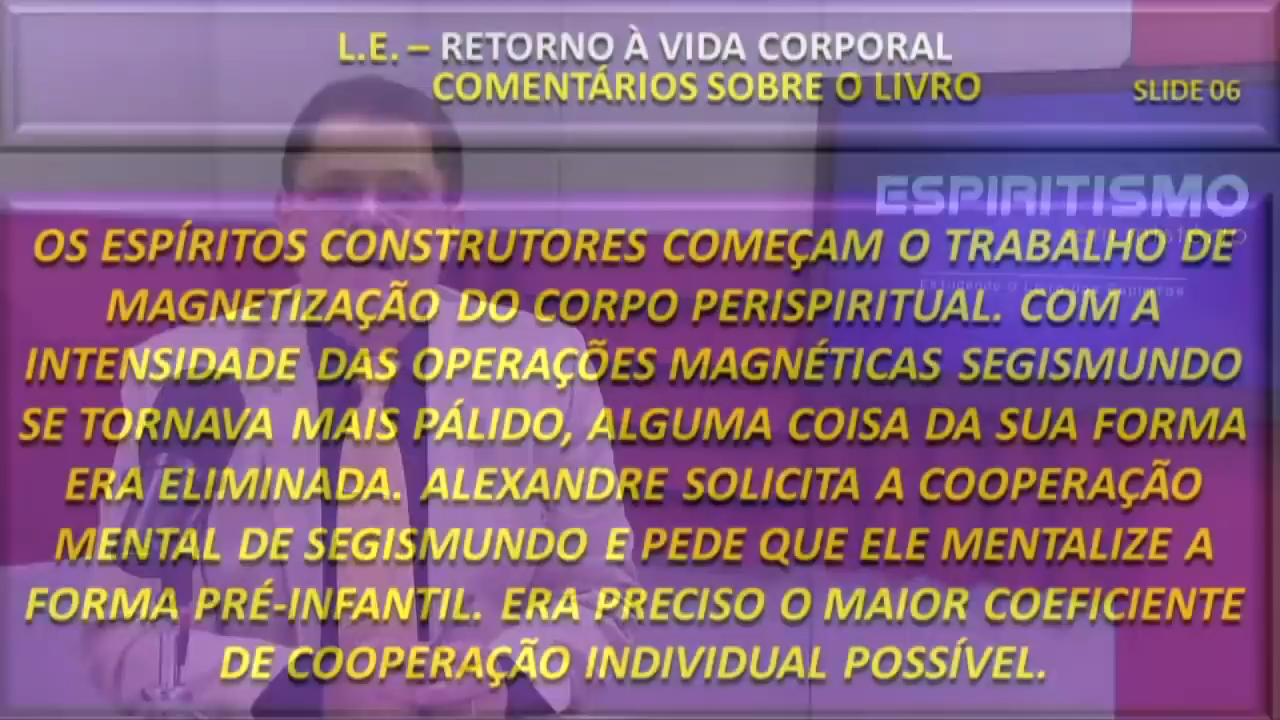 L.E. – RETORNO À VIDA CORPORAL
COMENTÁRIOS SOBRE O LIVRO
SLIDE 06
ESPIRITISMO
OS ESPÍRITOS CONSTRUTORES COMEÇAM O TRABALHO DE
MAGNETIZAÇÃO DO CORPO PERISPIRITUAL. COM A
INTENSIDADE DAS OPERAÇÕES MAGNÉTICAS SEGISMUNDO
SE TORNAVA MAIS PÁLIDO, ALGUMA COISA DA SUA FORMA
ERA ELIMINADA. ALEXANDRE SOLICITA A COOPERAÇÃO
MENTAL DE SEGISMUNDO E PEDE QUE ELE MENTALIZE A
FORMA PRÉ-INFANTIL. ERA PRECISO O MAIOR COEFICIENTE
DE COOPERAÇÃO INDIVIDUAL POSSÍVEL.